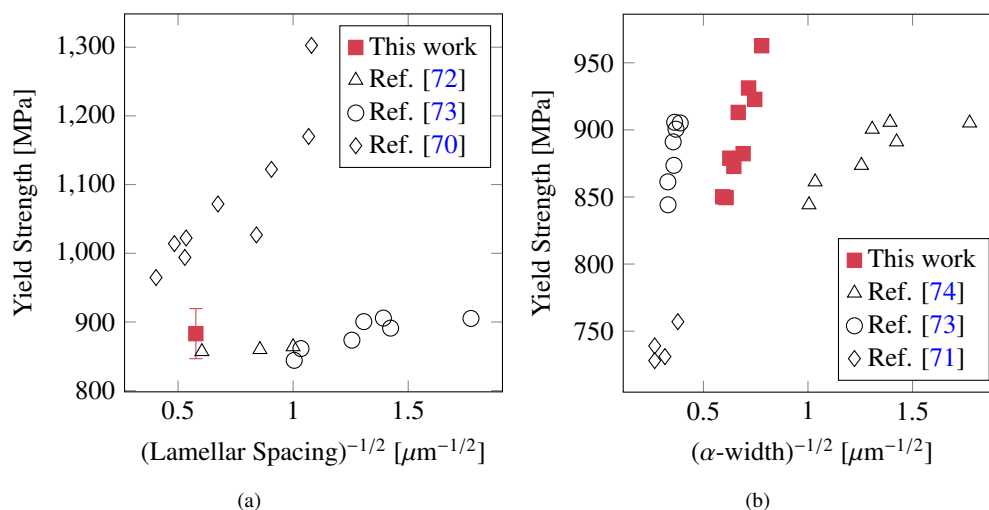 1,300
1,200
1,100
1,000
900
800
Yield Strength [MPa]
This work
Ref. [72]
Ref. [73]
Ref. [70]
0.5 1 1.5
(Lamellar Spacing)−1/2 [μm−1/2]
(a)
950
900
850
800
750
Yield Strength [MPa]
This work
Ref. [74]
Ref. [73]
Ref. [71]
0.5 1 1.5
(α-width)−1/2 [μm−1/2]
(b)